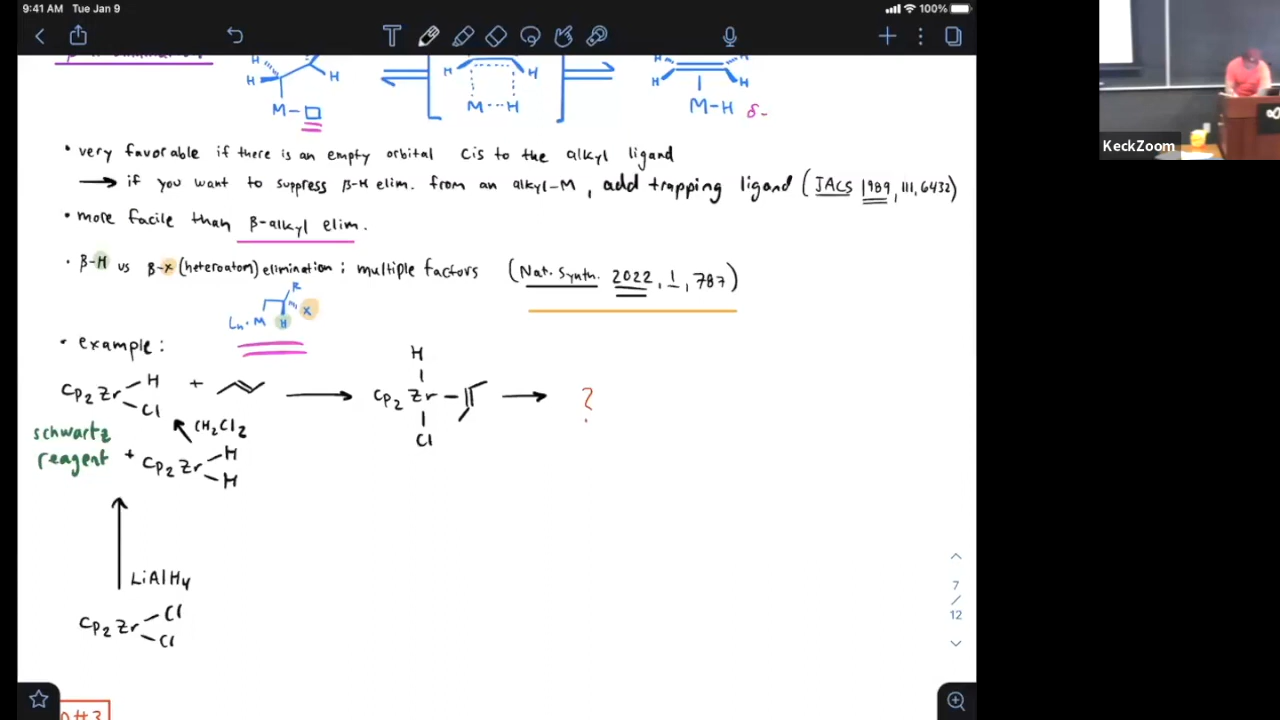 9:41 AM Tue Jan 9
100%
H
H
H
H
H
M-□
M···H
M-H δ-
• very favorable if there is an empty orbital cis to the alkyl ligand
→ if you want to suppress β-H elim. from an alkyl-M, add trapping ligand (JACS 1989, 111, 6432)
• more facile than β-alkyl elim.
• β-H vs β-X (heteroatom) elimination: multiple factors (Nat. Synth. 2022, 1, 787)
R
X
Ln·M H
• example:
H
Cp2Zr H + → Cp2 Zr → ?
Cl
Cl
CH2Cl2
schwartz
reagent + Cp2Zr H
H
LiAlH4
Cp2Zr Cl
Cl
7
/
12
KeckZoom